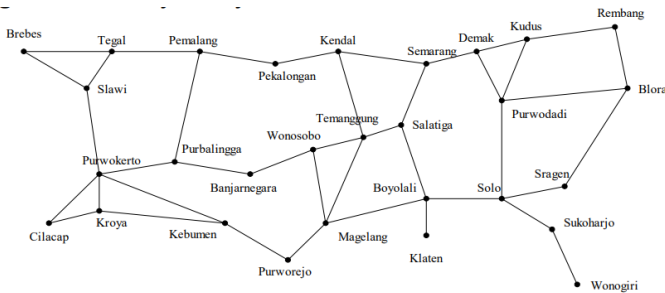 Rembang
Brebes
Tegal
Pemalang
Kendal
Demak
Kudus
Semarang
Pekalongan
Slawi
Blora
Temanggung
Purwodadi
Wonosobo
Salatiga
Purbalingga
Purwokerto
Banjarnegara
Boyolali
Solo
Sragen
Kroya
Cilacap
Kebumen
Magelang
Sukoharjo
Klaten
Purworejo
Wonogiri